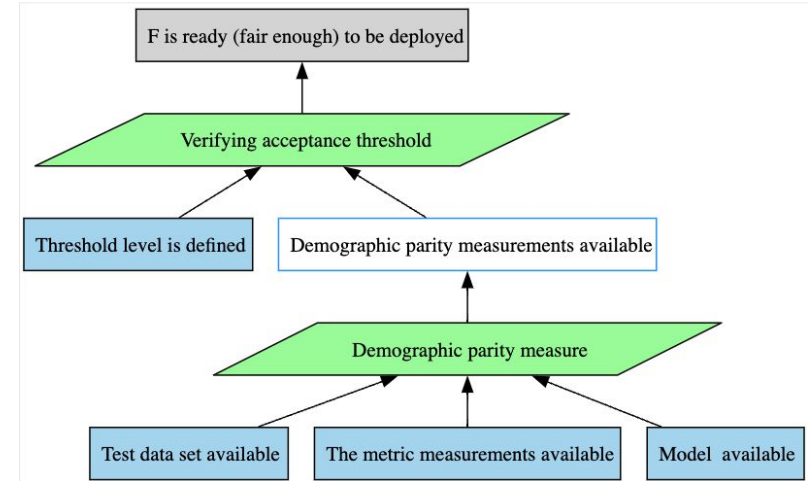 F is ready (fair enough) to be deployed
Verifying acceptance threshold
Threshold level is defined
Demographic parity measurements available
Demographic parity measure
Test data set available
The metric measurements available
Model  available